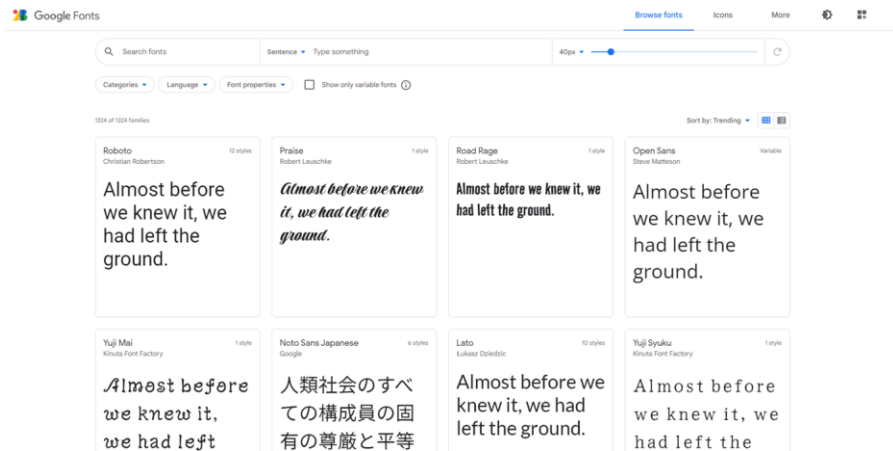 Google Fonts
Browse fonts
Icons
More
Search fonts
Sentence
Type something
40px
Categories
Language
Font properties
Show only variable fonts
1324 of 1324 families
Sort by: Trending
Roboto
12 styles
Christian Robertson
Almost before
we knew it, we
had left the
ground.
Praise
1 style
Robert Leuschke
Almost before we knew
it, we had left the
ground.
Road Rage
1 style
Robert Leuschke
Almost before we knew it, we
had left the ground.
Open Sans
Variable
Steve Matteson
Almost before
we knew it, we
had left the
ground.
Yuji Mai
1 style
Kinuta Font Factory
Almost before
we knew it,
we had left
Noto Sans Japanese
6 styles
Google
人類社会のすべ
ての構成員の固
有の尊厳と平等
Lato
10 styles
Łukasz Dziedzic
Almost before we
knew it, we had
left the ground.
Yuji Syuku
1 style
Kinuta Font Factory
Almost before
we knew it, we
had left the